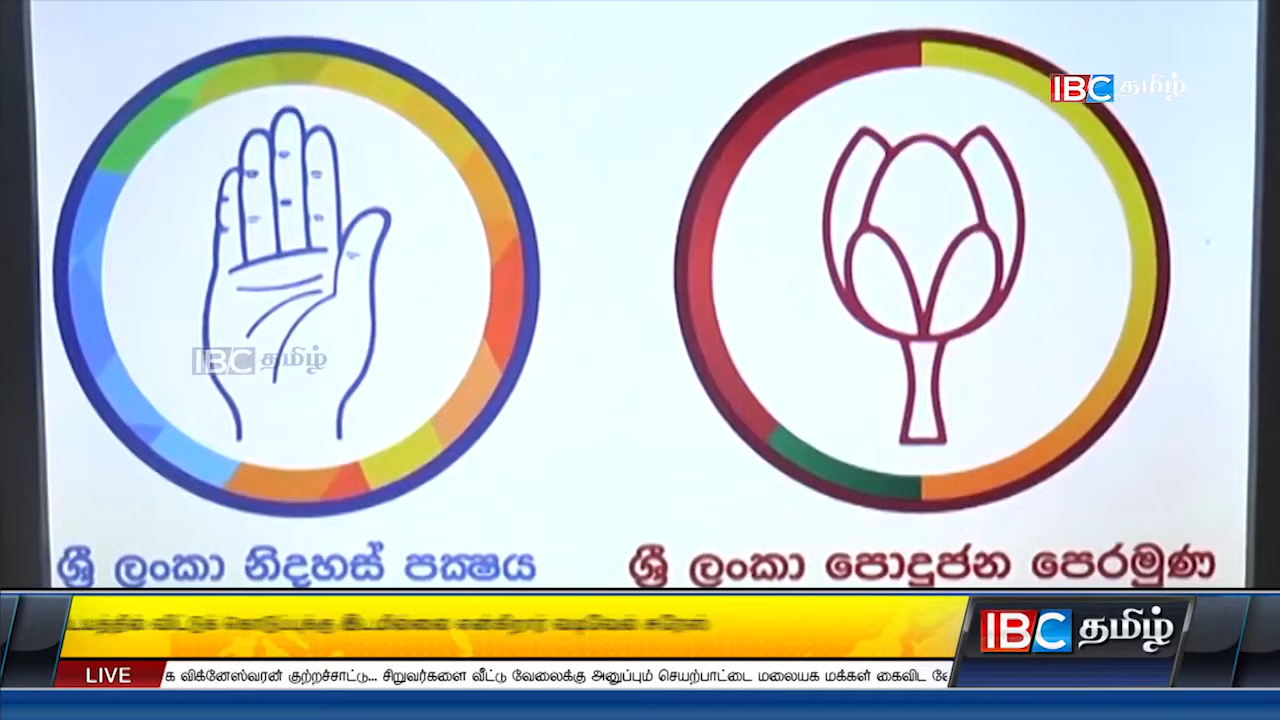 IBC தமிழ்
IBC தமிழ்
ශ්‍රී ලංකා නිදහස් පක්ෂය
ශ්‍රී ලංකා පොදුජන පෙරමුණ
IBC தமிழ்
LIVE
க விக்னேஸ்வரன் குற்றச்சாட்டு... சிறுவர்களை வீட்டு வேலைக்கு அனுப்பும் செயற்பாட்டை மலையக மக்கள் கைவிட வே